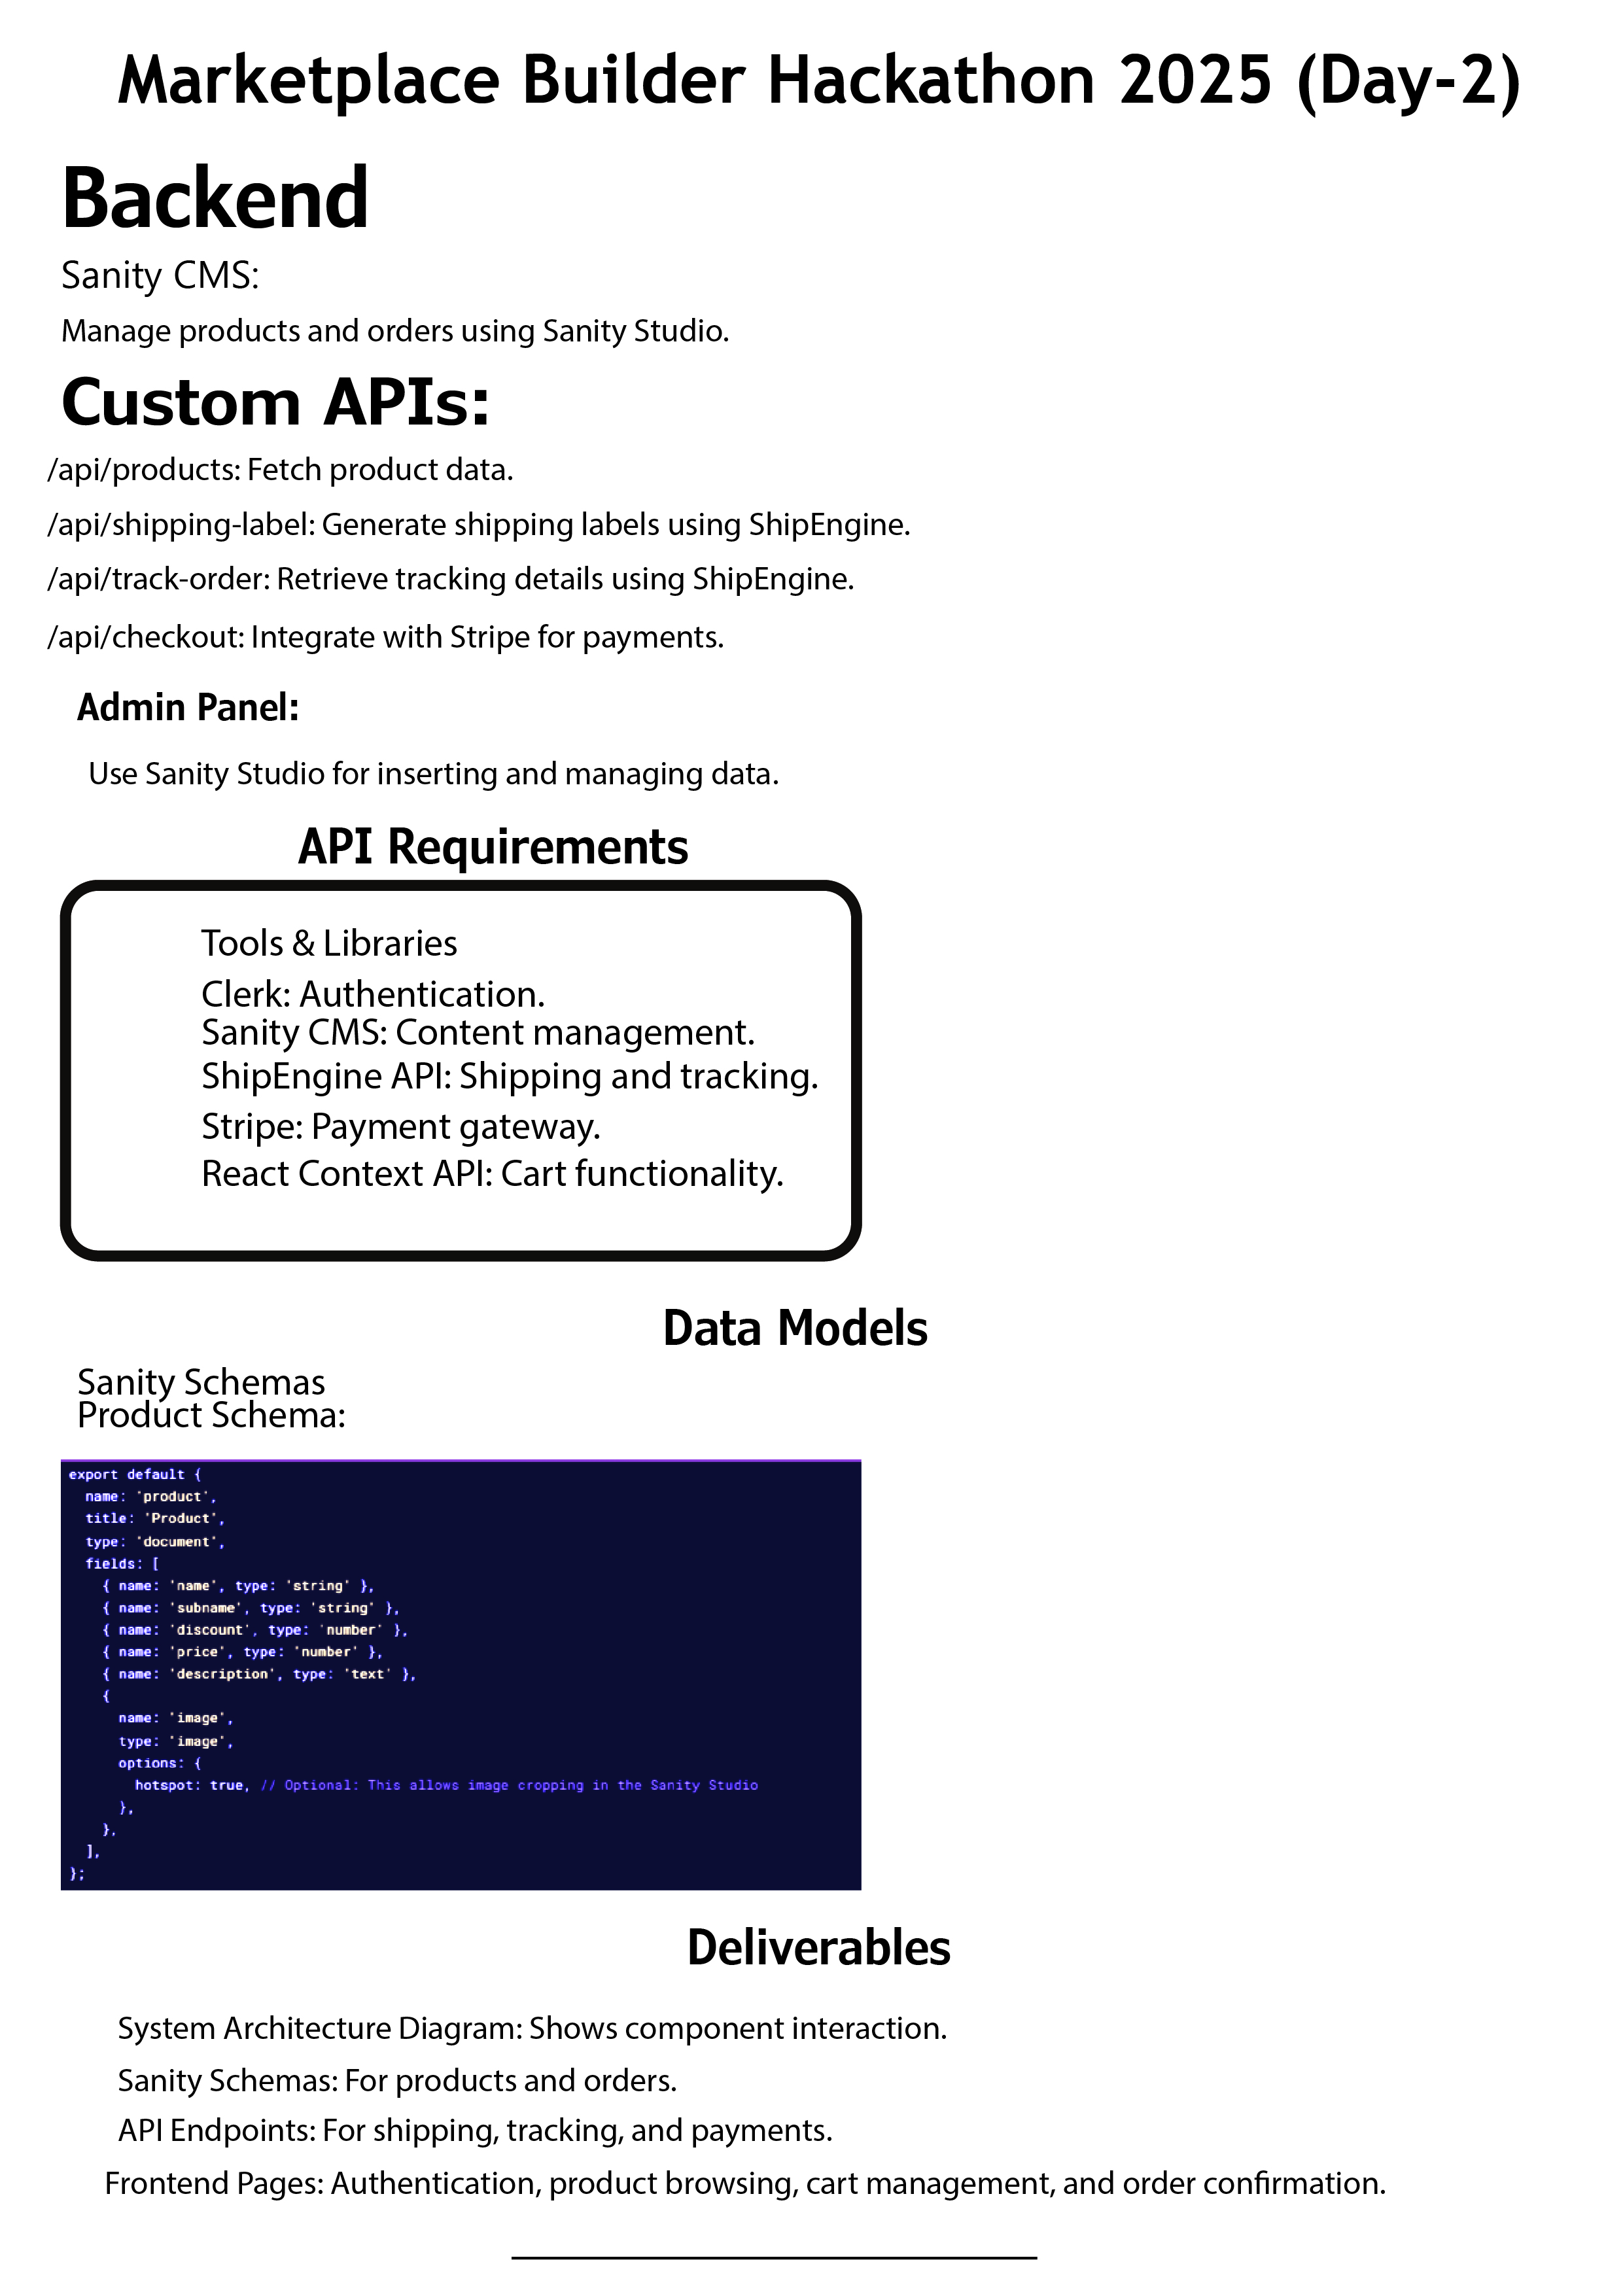 Marketplace Builder Hackathon 2025 (Day-2)
Backend
Sanity CMS:
Manage products and orders using Sanity Studio.
Custom APIs:
/api/products: Fetch product data.
/api/shipping-label: Generate shipping labels using ShipEngine.
/api/track-order: Retrieve tracking details using ShipEngine.
/api/checkout: Integrate with Stripe for payments.
Admin Panel:
Use Sanity Studio for inserting and managing data.
API Requirements
Tools & Libraries
Clerk: Authentication.
Sanity CMS: Content management.
ShipEngine API: Shipping and tracking.
Stripe: Payment gateway.
React Context API: Cart functionality.
Data Models
Sanity Schemas
Product Schema:
export default {
  name: 'product',
  title: 'Product',
  type: 'document',
  fields: [
    { name: 'name', type: 'string' },
    { name: 'subname', type: 'string' },
    { name: 'discount', type: 'number' },
    { name: 'price', type: 'number' },
    { name: 'description', type: 'text' },
    {
      name: 'image',
      type: 'image',
      options: {
        hotspot: true, // Optional: This allows image cropping in the Sanity Studio
      },
    },
  ],
};
Deliverables
System Architecture Diagram: Shows component interaction.
Sanity Schemas: For products and orders.
API Endpoints: For shipping, tracking, and payments.
Frontend Pages: Authentication, product browsing, cart management, and order confirmation.